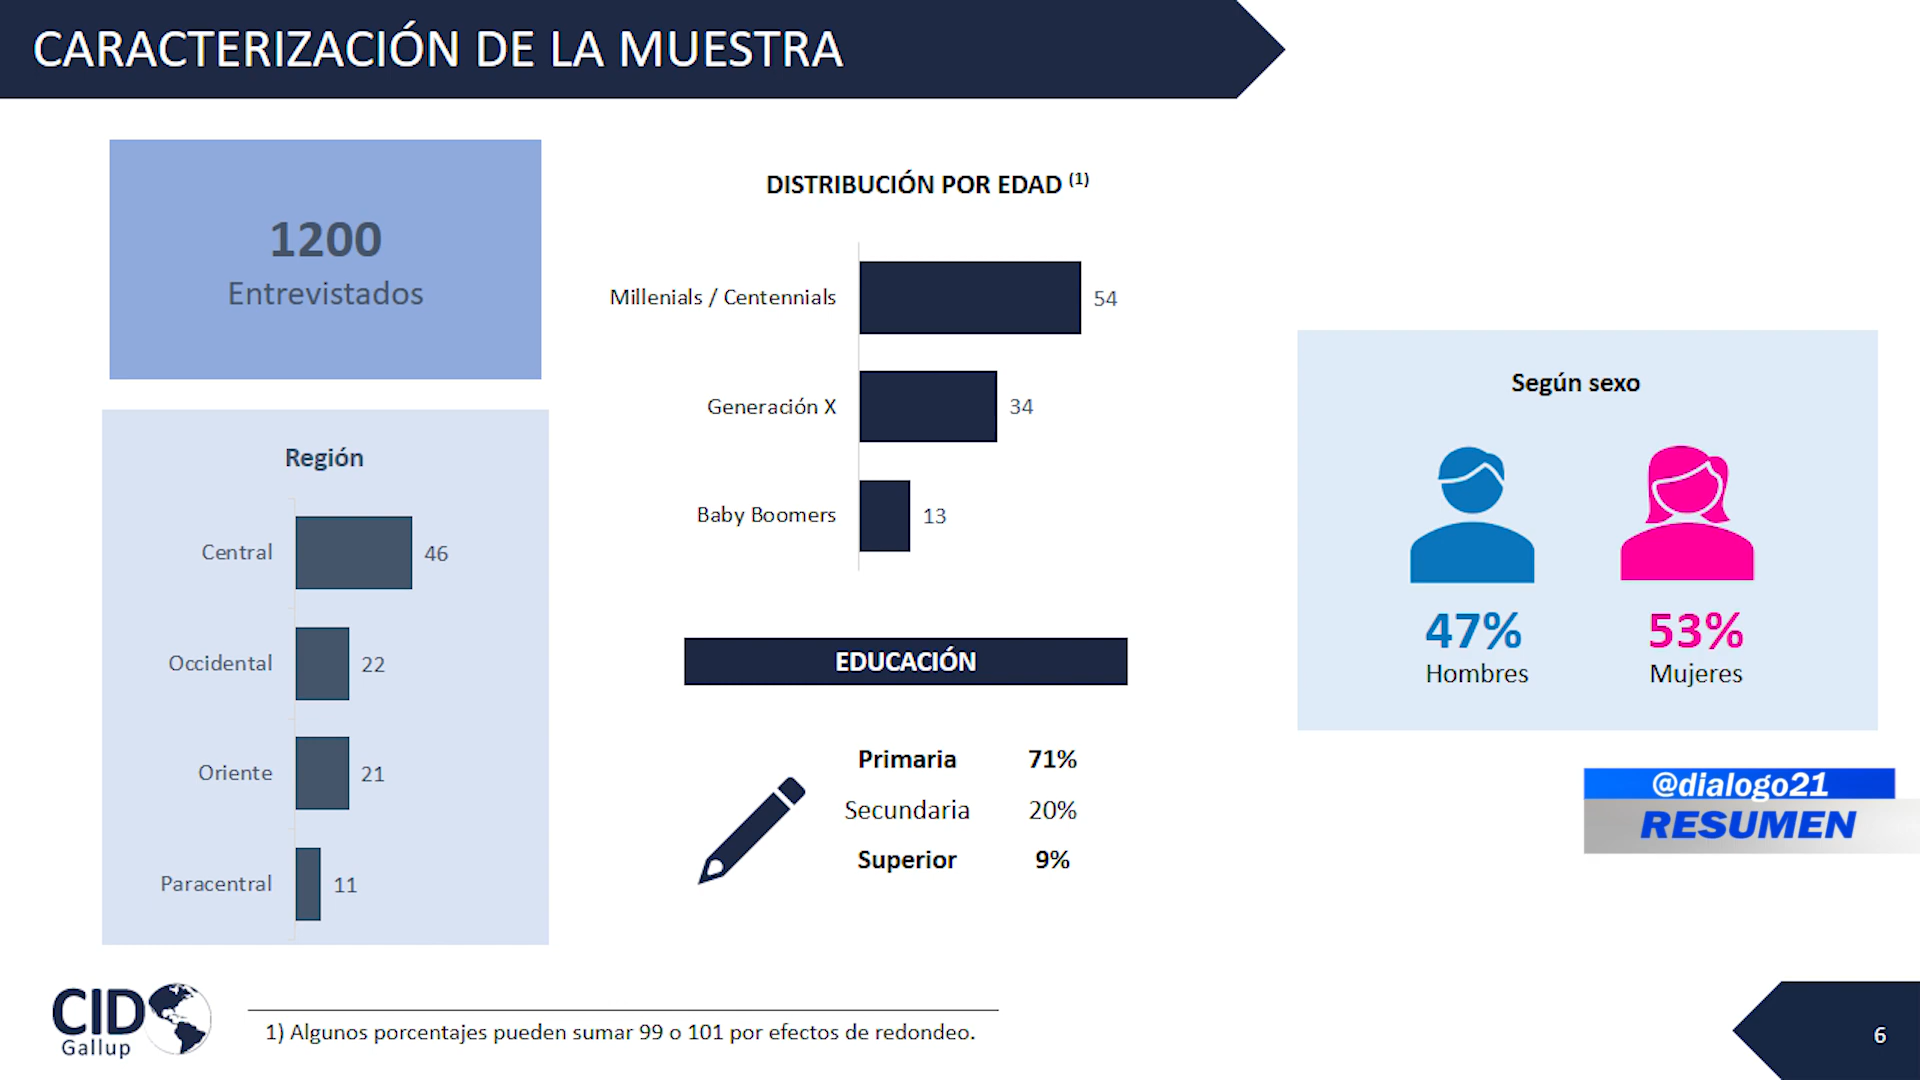 CARACTERIZACIÓN DE LA MUESTRA
1200
Entrevistados
Región
Central 46
Occidental 22
Oriente 21
Paracentral 11
DISTRIBUCIÓN POR EDAD (1)
Millenials / Centennials 54
Generación X 34
Baby Boomers 13
EDUCACIÓN
Primaria 71%
Secundaria 20%
Superior 9%
Según sexo
47% 53%
Hombres Mujeres
@dialogo21
RESUMEN
CID
Gallup
1) Algunos porcentajes pueden sumar 99 o 101 por efectos de redondeo.
6